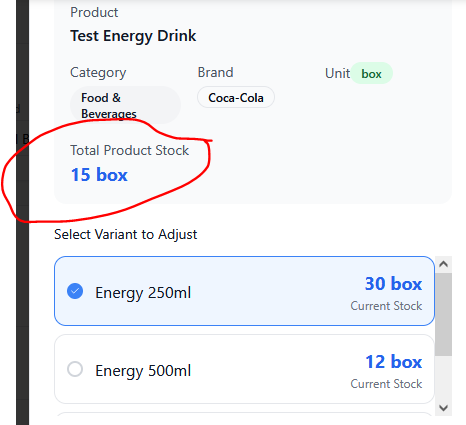 Product
Test Energy Drink
Category Brand Unit box
Food &
Beverages
Coca-Cola
Total Product Stock
15 box
Select Variant to Adjust
Energy 250ml
30 box
Current Stock
Energy 500ml
12 box
Current Stock